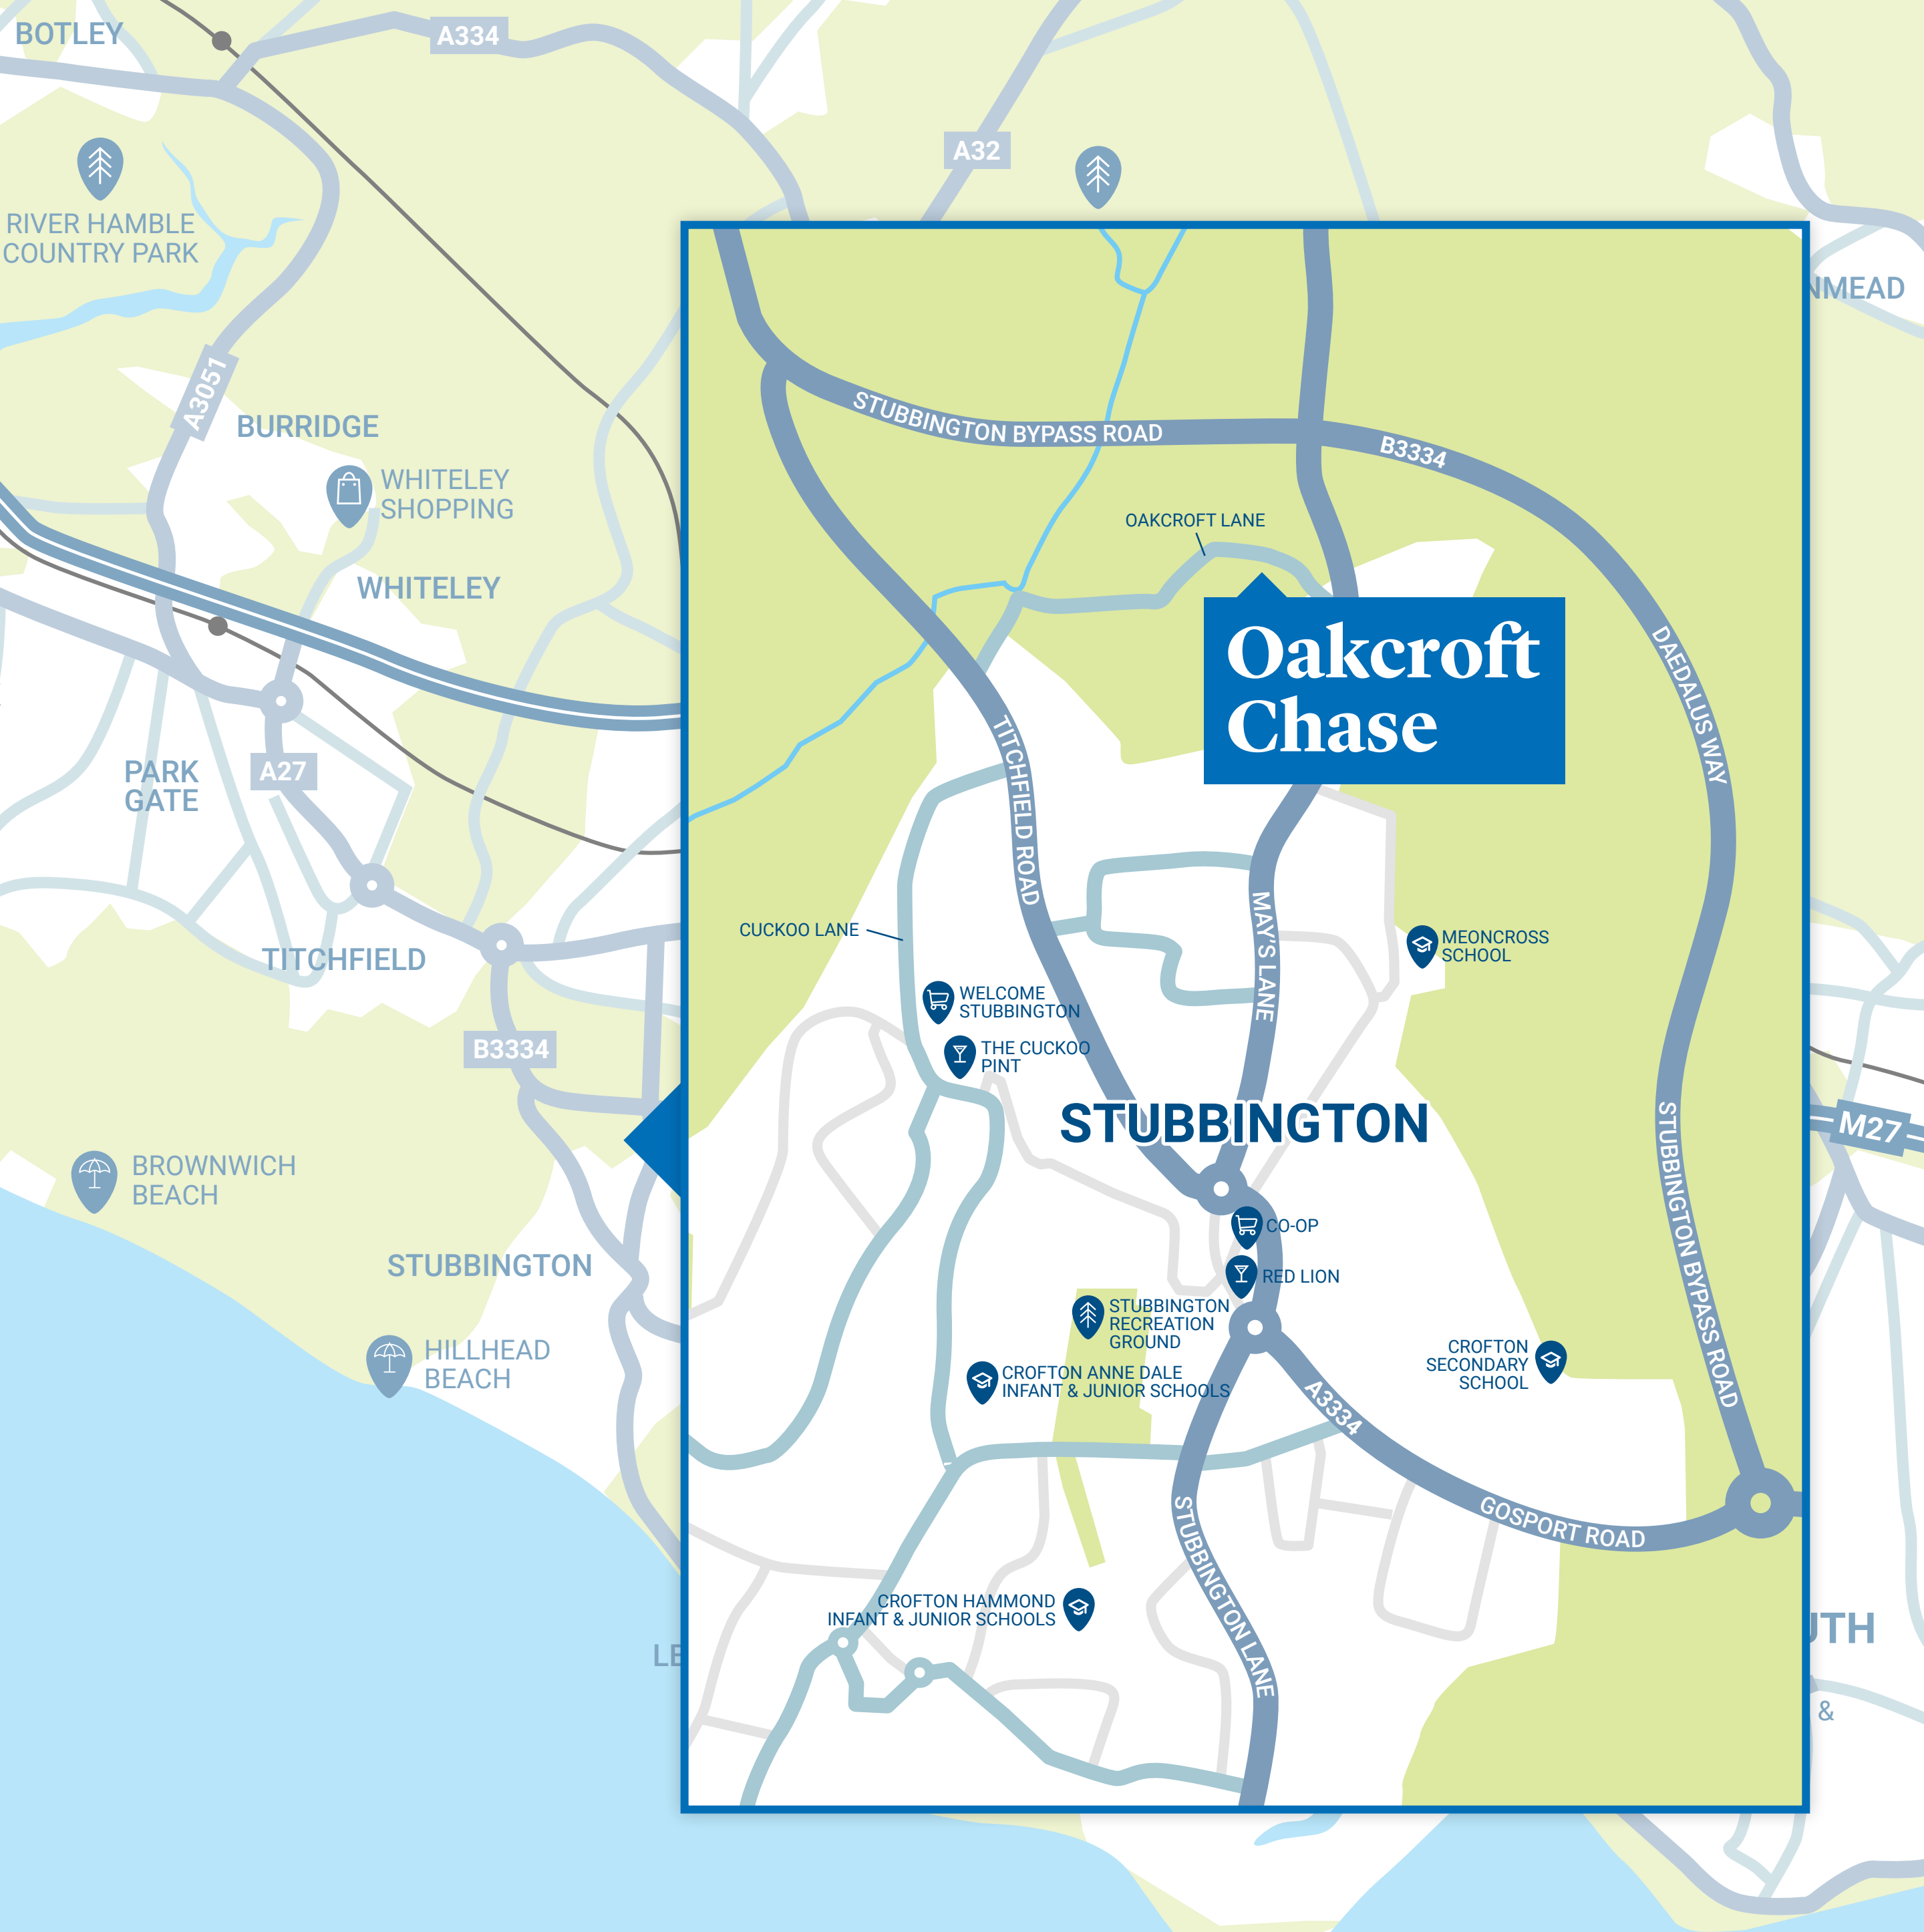 BOTLEY
A334
A32
RIVER HAMBLE
COUNTRY PARK
NMEAD
A3051
BURRIDGE
WHITELEY
SHOPPING
WHITELEY
PARK
GATE
A27
TITCHFIELD
B3334
BROWNWICH
BEACH
STUBBINGTON
HILLHEAD
BEACH
LE
M27
UTH
&
STUBBINGTON BYPASS ROAD
B3334
OAKCROFT LANE
Oakcroft
Chase
DAEDALUS WAY
TITCHFIELD ROAD
CUCKOO LANE
MAY'S LANE
MEONCROSS
SCHOOL
WELCOME
STUBBINGTON
THE CUCKOO
PINT
STUBBINGTON
STUBBINGTON BYPASS ROAD
CO-OP
RED LION
STUBBINGTON
RECREATION
GROUND
CROFTON
SECONDARY
SCHOOL
CROFTON ANNE DALE
INFANT & JUNIOR SCHOOLS
A3334
GOSPORT ROAD
STUBBINGTON LANE
CROFTON HAMMOND
INFANT & JUNIOR SCHOOLS